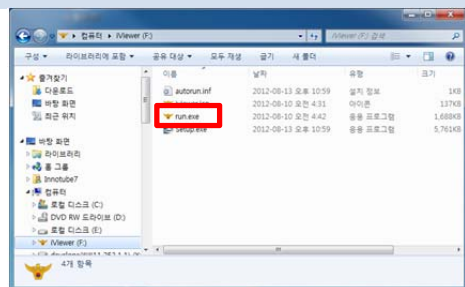 컴퓨터 ▸ iViewer (F:)
iViewer (F:) 검색
구성 라이브러리에 포함 공유 대상 모두 재생 굽기 새 폴더
이름 날짜 유형 크기
즐겨찾기
다운로드
바탕 화면
최근 위치
바탕 화면
라이브러리
홈 그룹
Innotube7
컴퓨터
로컬 디스크 (C:)
DVD RW 드라이브 (D:)
로컬 디스크 (E:)
iViewer (F:)
autorun.inf 2012-08-13 오후 10:59 설치 정보 1KB
2012-08-10 오전 4:31 아이콘 137KB
run.exe 2012-08-10 오전 4:42 응용 프로그램 1,688KB
setup.exe 2012-08-13 오후 10:59 응용 프로그램 5,761KB
4개 항목